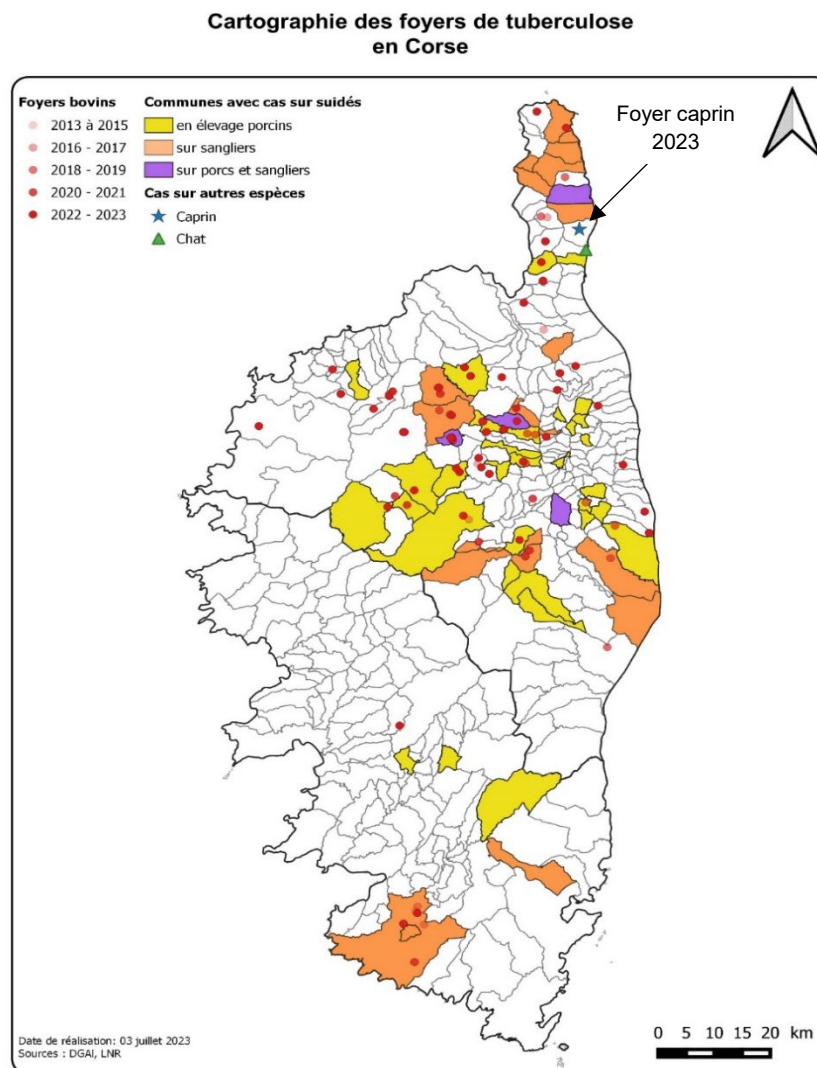 Cartographie des foyers de tuberculose
en Corse
Foyers bovins
2013 à 2015
2016 - 2017
2018 - 2019
2020 - 2021
2022 - 2023
Communes avec cas sur suidés
en élevage porcins
sur sangliers
sur porcs et sangliers
Cas sur autres espèces
Caprin
Chat
Foyer caprin
2023
Date de réalisation: 03 juillet 2023
Sources : DGAl, LNR
0 5 10 15 20 km